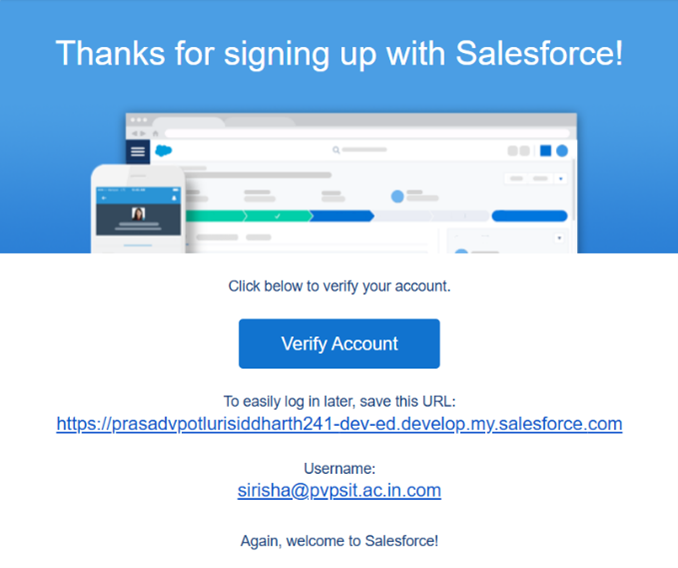 Thanks for signing up with Salesforce!
Click below to verify your account.
Verify Account
To easily log in later, save this URL:
https://prasadvpotlurisiddharth241-dev-ed.develop.my.salesforce.com
Username:
sirisha@pvpsit.ac.in.com
Again, welcome to Salesforce!